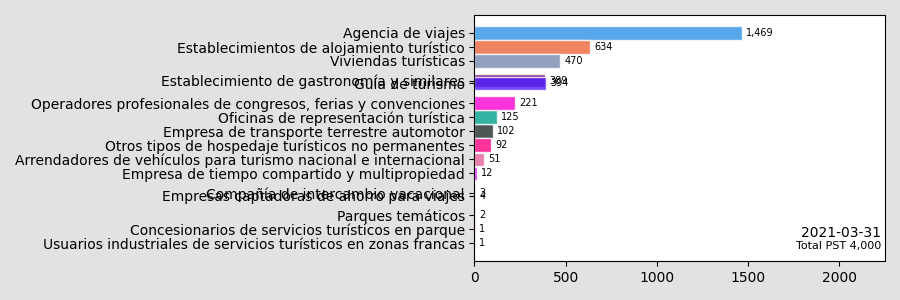 Agencia de viajes 1,469
Establecimientos de alojamiento turístico 634
Viviendas turísticas 470
Establecimiento de gastronomía y similares 389
Guía de turismo 394
Operadores profesionales de congresos, ferias y convenciones 221
Oficinas de representación turística 125
Empresa de transporte terrestre automotor 102
Otros tipos de hospedaje turísticos no permanentes 92
Arrendadores de vehículos para turismo nacional e internacional 51
Empresa de tiempo compartido y multipropiedad 12
Compañía de intercambio vacacional 3
Empresas captadoras de ahorro para viajes 4
Parques temáticos 2
Concesionarios de servicios turísticos en parque 1
Usuarios industriales de servicios turísticos en zonas francas 1
2021-03-31
Total PST 4,000
0 500 1000 1500 2000